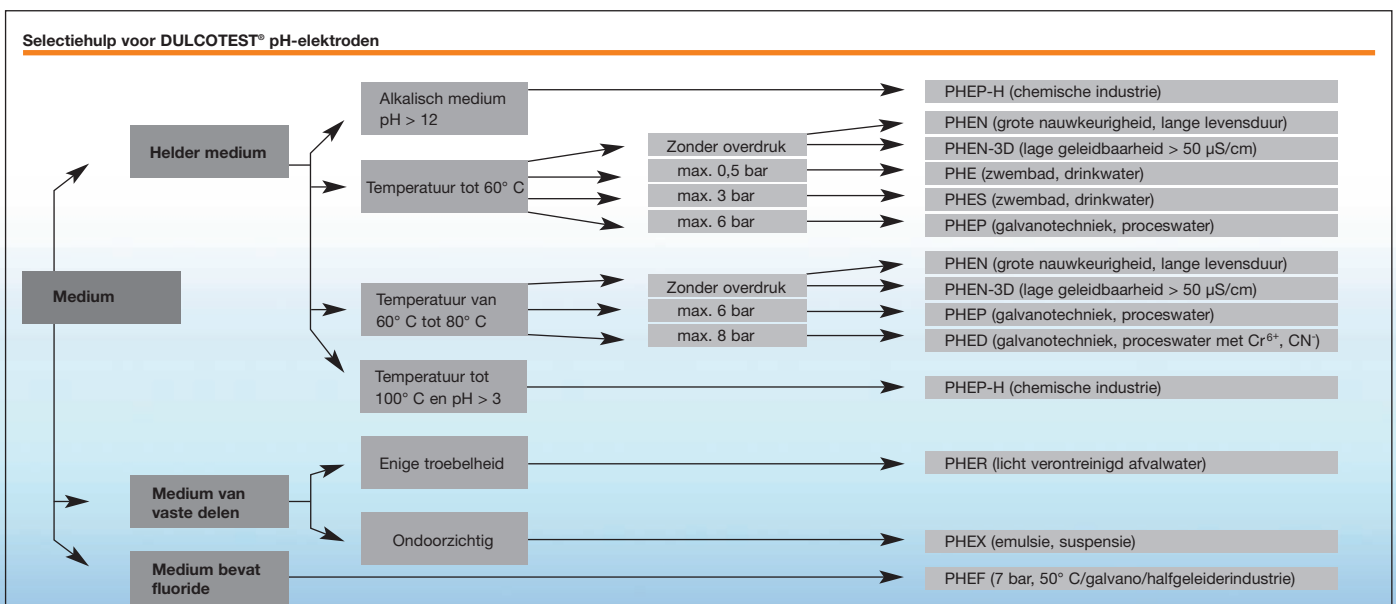 Selectiehulp voor DULCOTEST® pH-elektroden
Medium
Helder medium
Alkalisch medium
pH > 12
PHEP-H (chemische industrie)
Temperatuur tot 60° C
Zonder overdruk
PHEN (grote nauwkeurigheid, lange levensduur)
PHEN-3D (lage geleidbaarheid > 50 µS/cm)
max. 0,5 bar
PHE (zwembad, drinkwater)
max. 3 bar
PHES (zwembad, drinkwater)
max. 6 bar
PHEP (galvanotechniek, proceswater)
Temperatuur van
60° C tot 80° C
Zonder overdruk
PHEN (grote nauwkeurigheid, lange levensduur)
PHEN-3D (lage geleidbaarheid > 50 µS/cm)
max. 6 bar
PHEP (galvanotechniek, proceswater)
max. 8 bar
PHED (galvanotechniek, proceswater met Cr⁶⁺, CN⁻)
Temperatuur tot
100° C en pH > 3
PHEP-H (chemische industrie)
Medium van
vaste delen
Enige troebelheid
PHER (licht verontreinigd afvalwater)
Ondoorzichtig
PHEX (emulsie, suspensie)
Medium bevat
fluoride
PHEF (7 bar, 50° C/galvano/halfgeleiderindustrie)